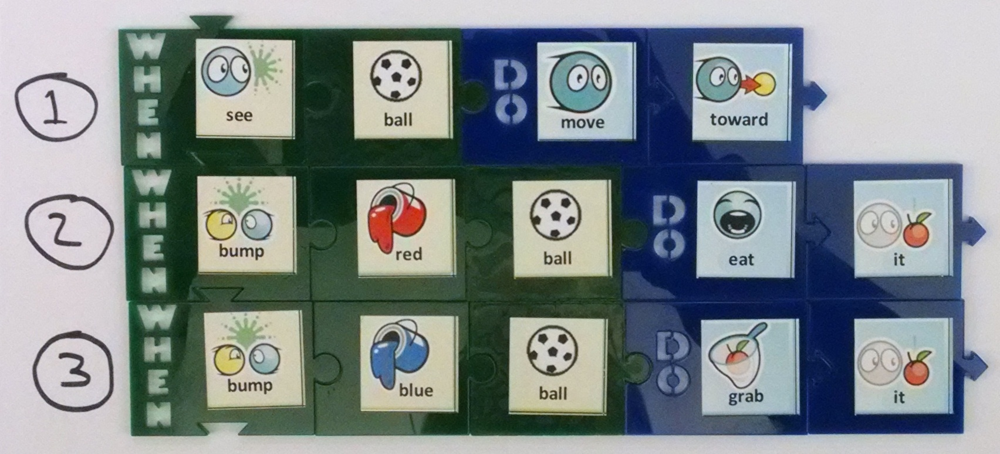 1 WHEN see ball DO move toward
2 WHEN bump red ball DO eat it
3 WHEN bump blue ball DO grab it